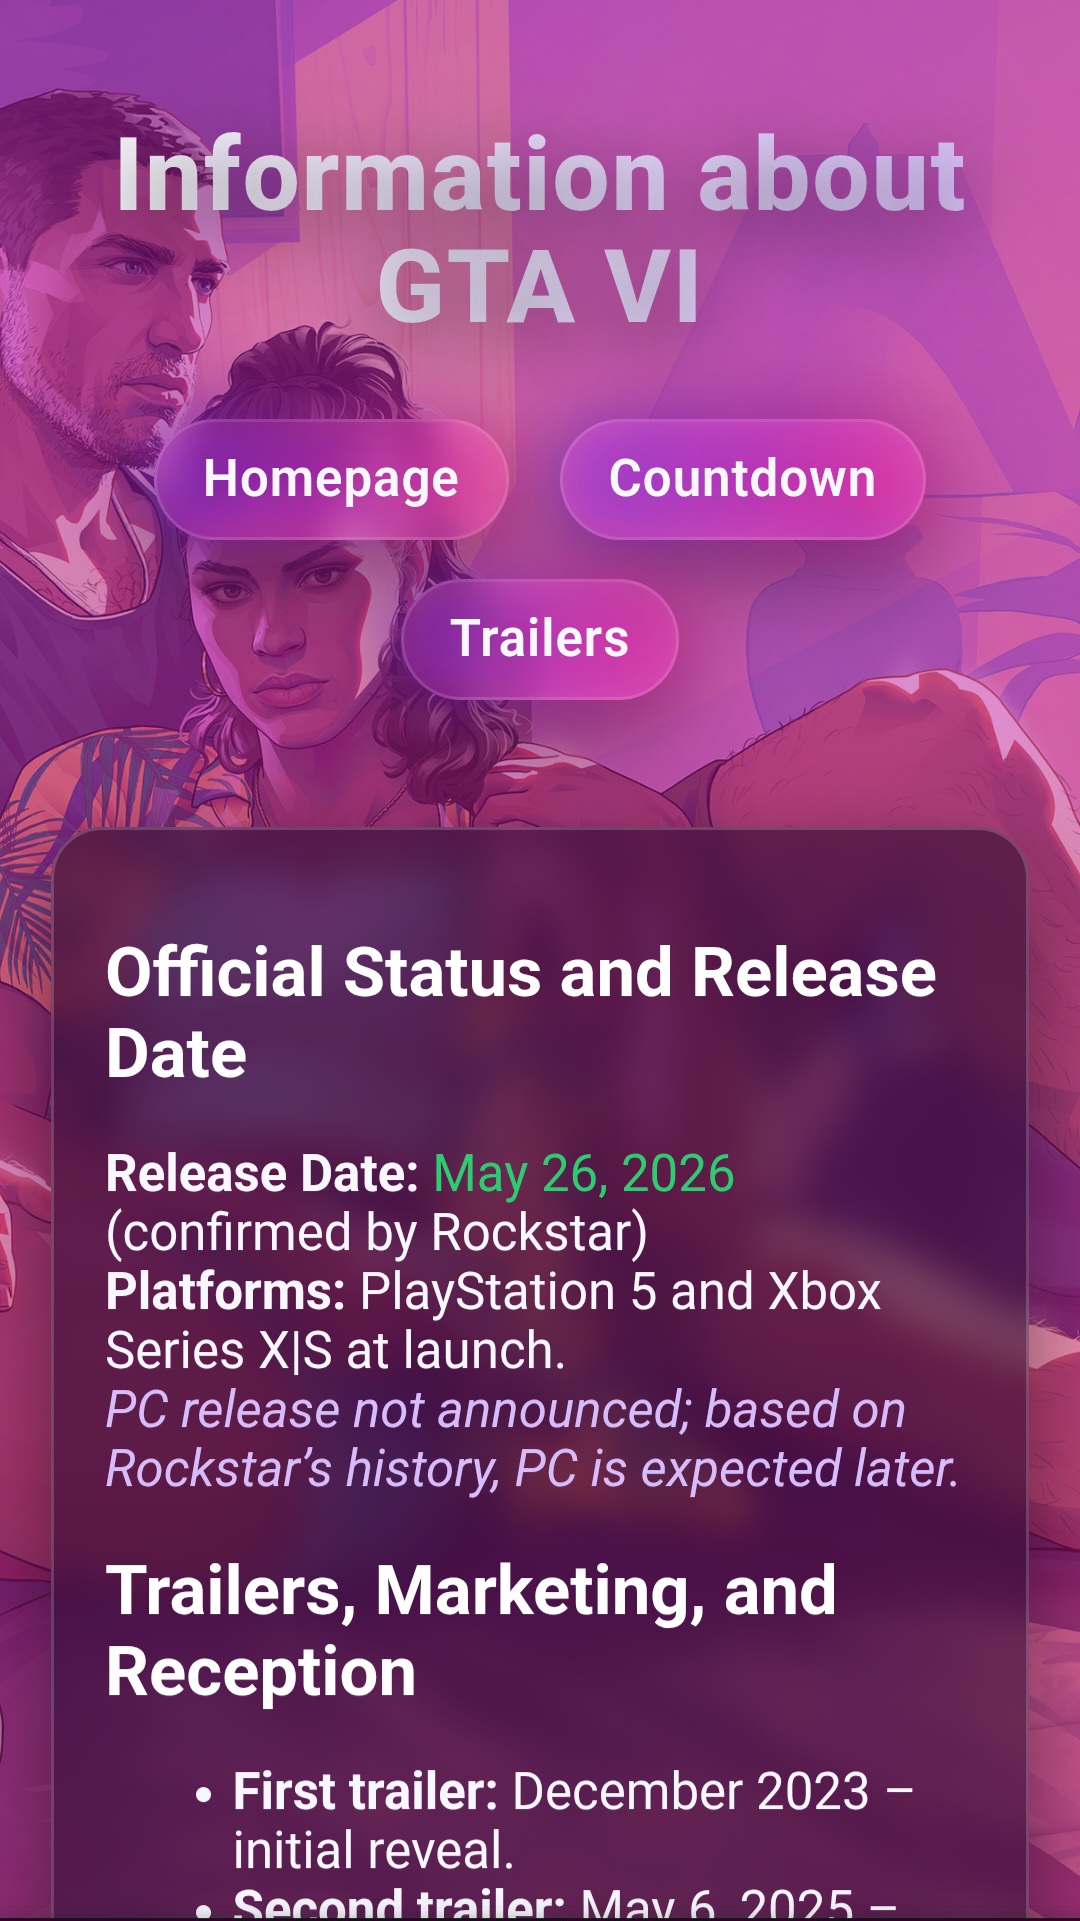 Information about
GTA VI
Homepage
Countdown
Trailers
Official Status and Release
Date
Release Date: May 26, 2026
(confirmed by Rockstar)
Platforms: PlayStation 5 and Xbox
Series X|S at launch.
PC release not announced; based on
Rockstar’s history, PC is expected later.
Trailers, Marketing, and
Reception
• First trailer: December 2023 –
initial reveal.
• Second trailer: May 6, 2025 –